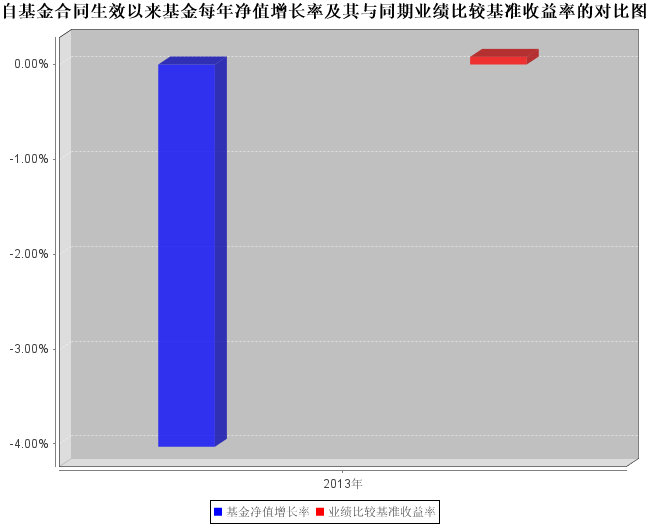 自基金合同生效以来基金每年净值增长率及其与同期业绩比较基准收益率的对比图
0.00%
-1.00%
-2.00%
-3.00%
-4.00%
2013年
基金净值增长率 业绩比较基准收益率